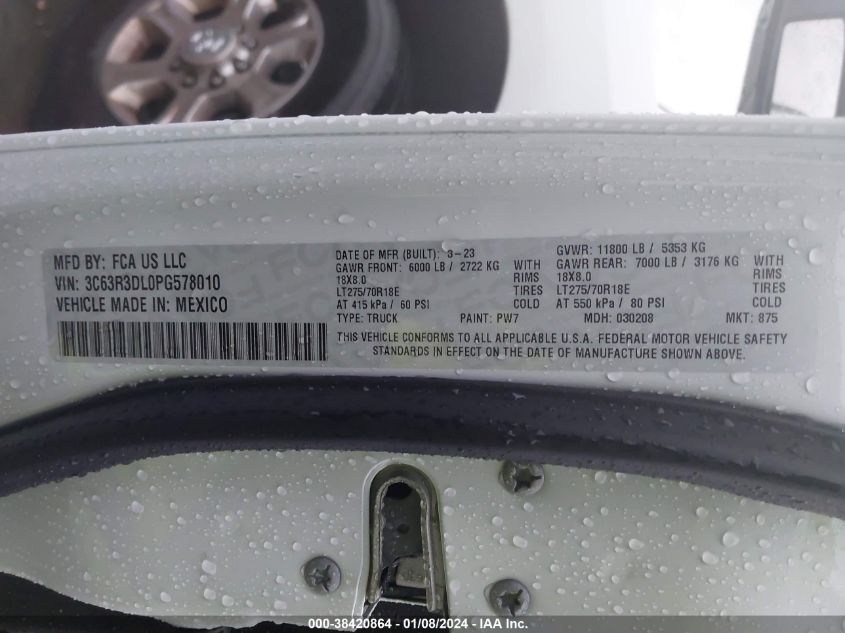 MFD BY: FCA US LLC
VIN: 3C63R3DL0PG578010
VEHICLE MADE IN: MEXICO
DATE OF MFR (BUILT): 3-23
GVWR: 11800 LB / 5353 KG
GAWR FRONT: 6000 LB / 2722 KG WITH
GAWR REAR: 7000 LB / 3176 KG WITH
18X8.0 RIMS
18X8.0 RIMS
LT275/70R18E TIRES
LT275/70R18E TIRES
AT 415 kPa / 60 PSI COLD
AT 550 kPa / 80 PSI COLD
TYPE: TRUCK PAINT: PW7 MDH: 030208 MKT: 875
THIS VEHICLE CONFORMS TO ALL APPLICABLE U.S.A. FEDERAL MOTOR VEHICLE SAFETY
STANDARDS IN EFFECT ON THE DATE OF MANUFACTURE SHOWN ABOVE.
000-38420864 - 01/08/2024 - IAA Inc.